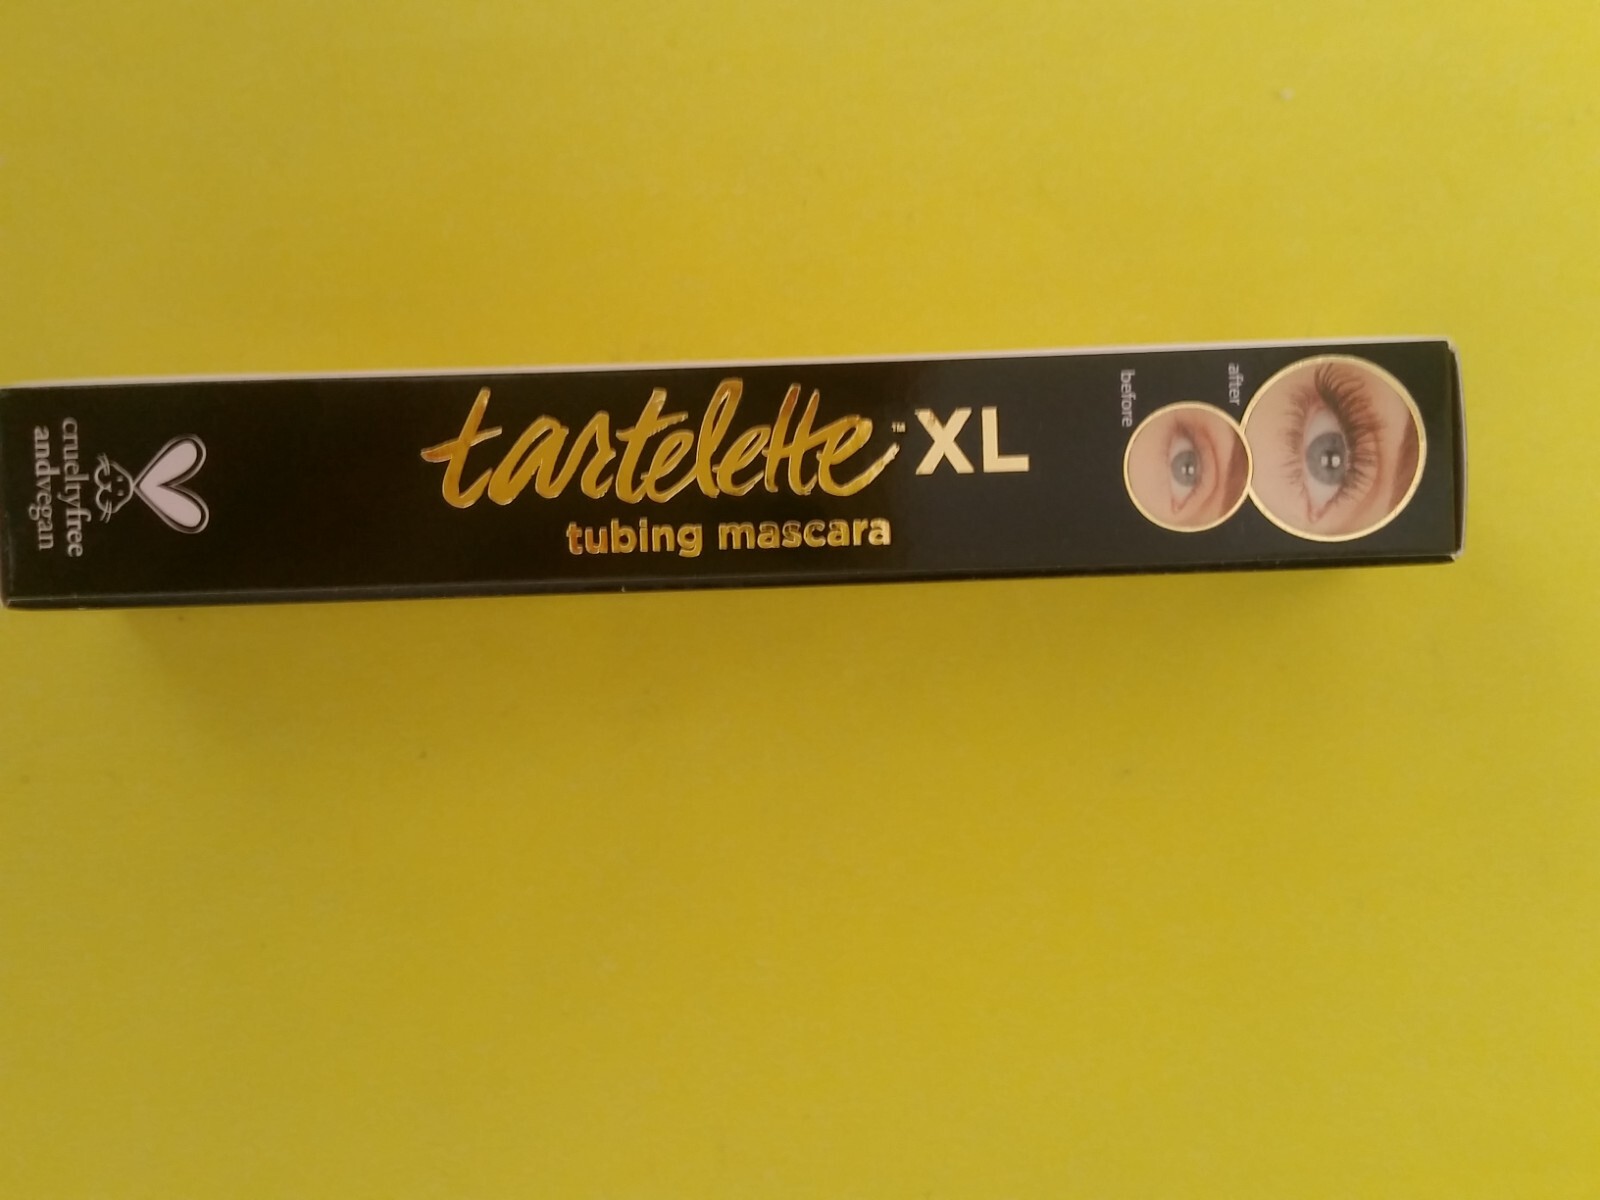 tartelette™ XL
tubing mascara
before
after
crueltyfree
andvegan